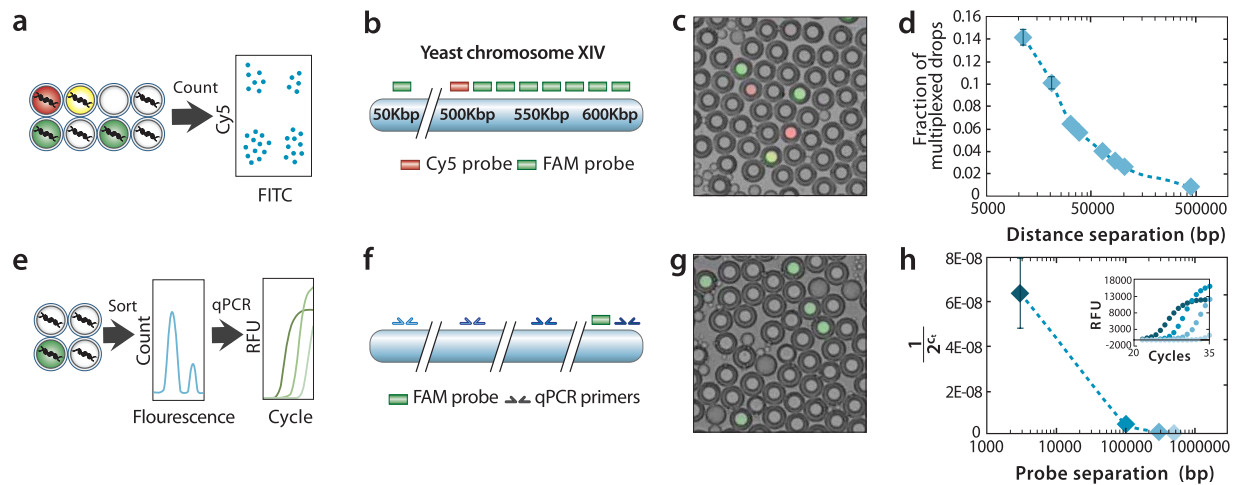 a
Count
Cy5
FITC
b
Yeast chromosome XIV
50Kbp 500Kbp 550Kbp 600Kbp
Cy5 probe FAM probe
c
d
Fraction of
multiplexed drops
0.16
0.14
0.12
0.1
0.08
0.06
0.04
0.02
0
5000 50000 500000
Distance separation (bp)
e
Sort
Count
Flourescence
qPCR
RFU
Cycle
f
FAM probe qPCR primers
g
h
1
2^Ct
8E-08
6E-08
4E-08
2E-08
0
1000 10000 100000 1000000
Probe separation (bp)
RFU
18000
13000
8000
3000
-2000
20 35
Cycles